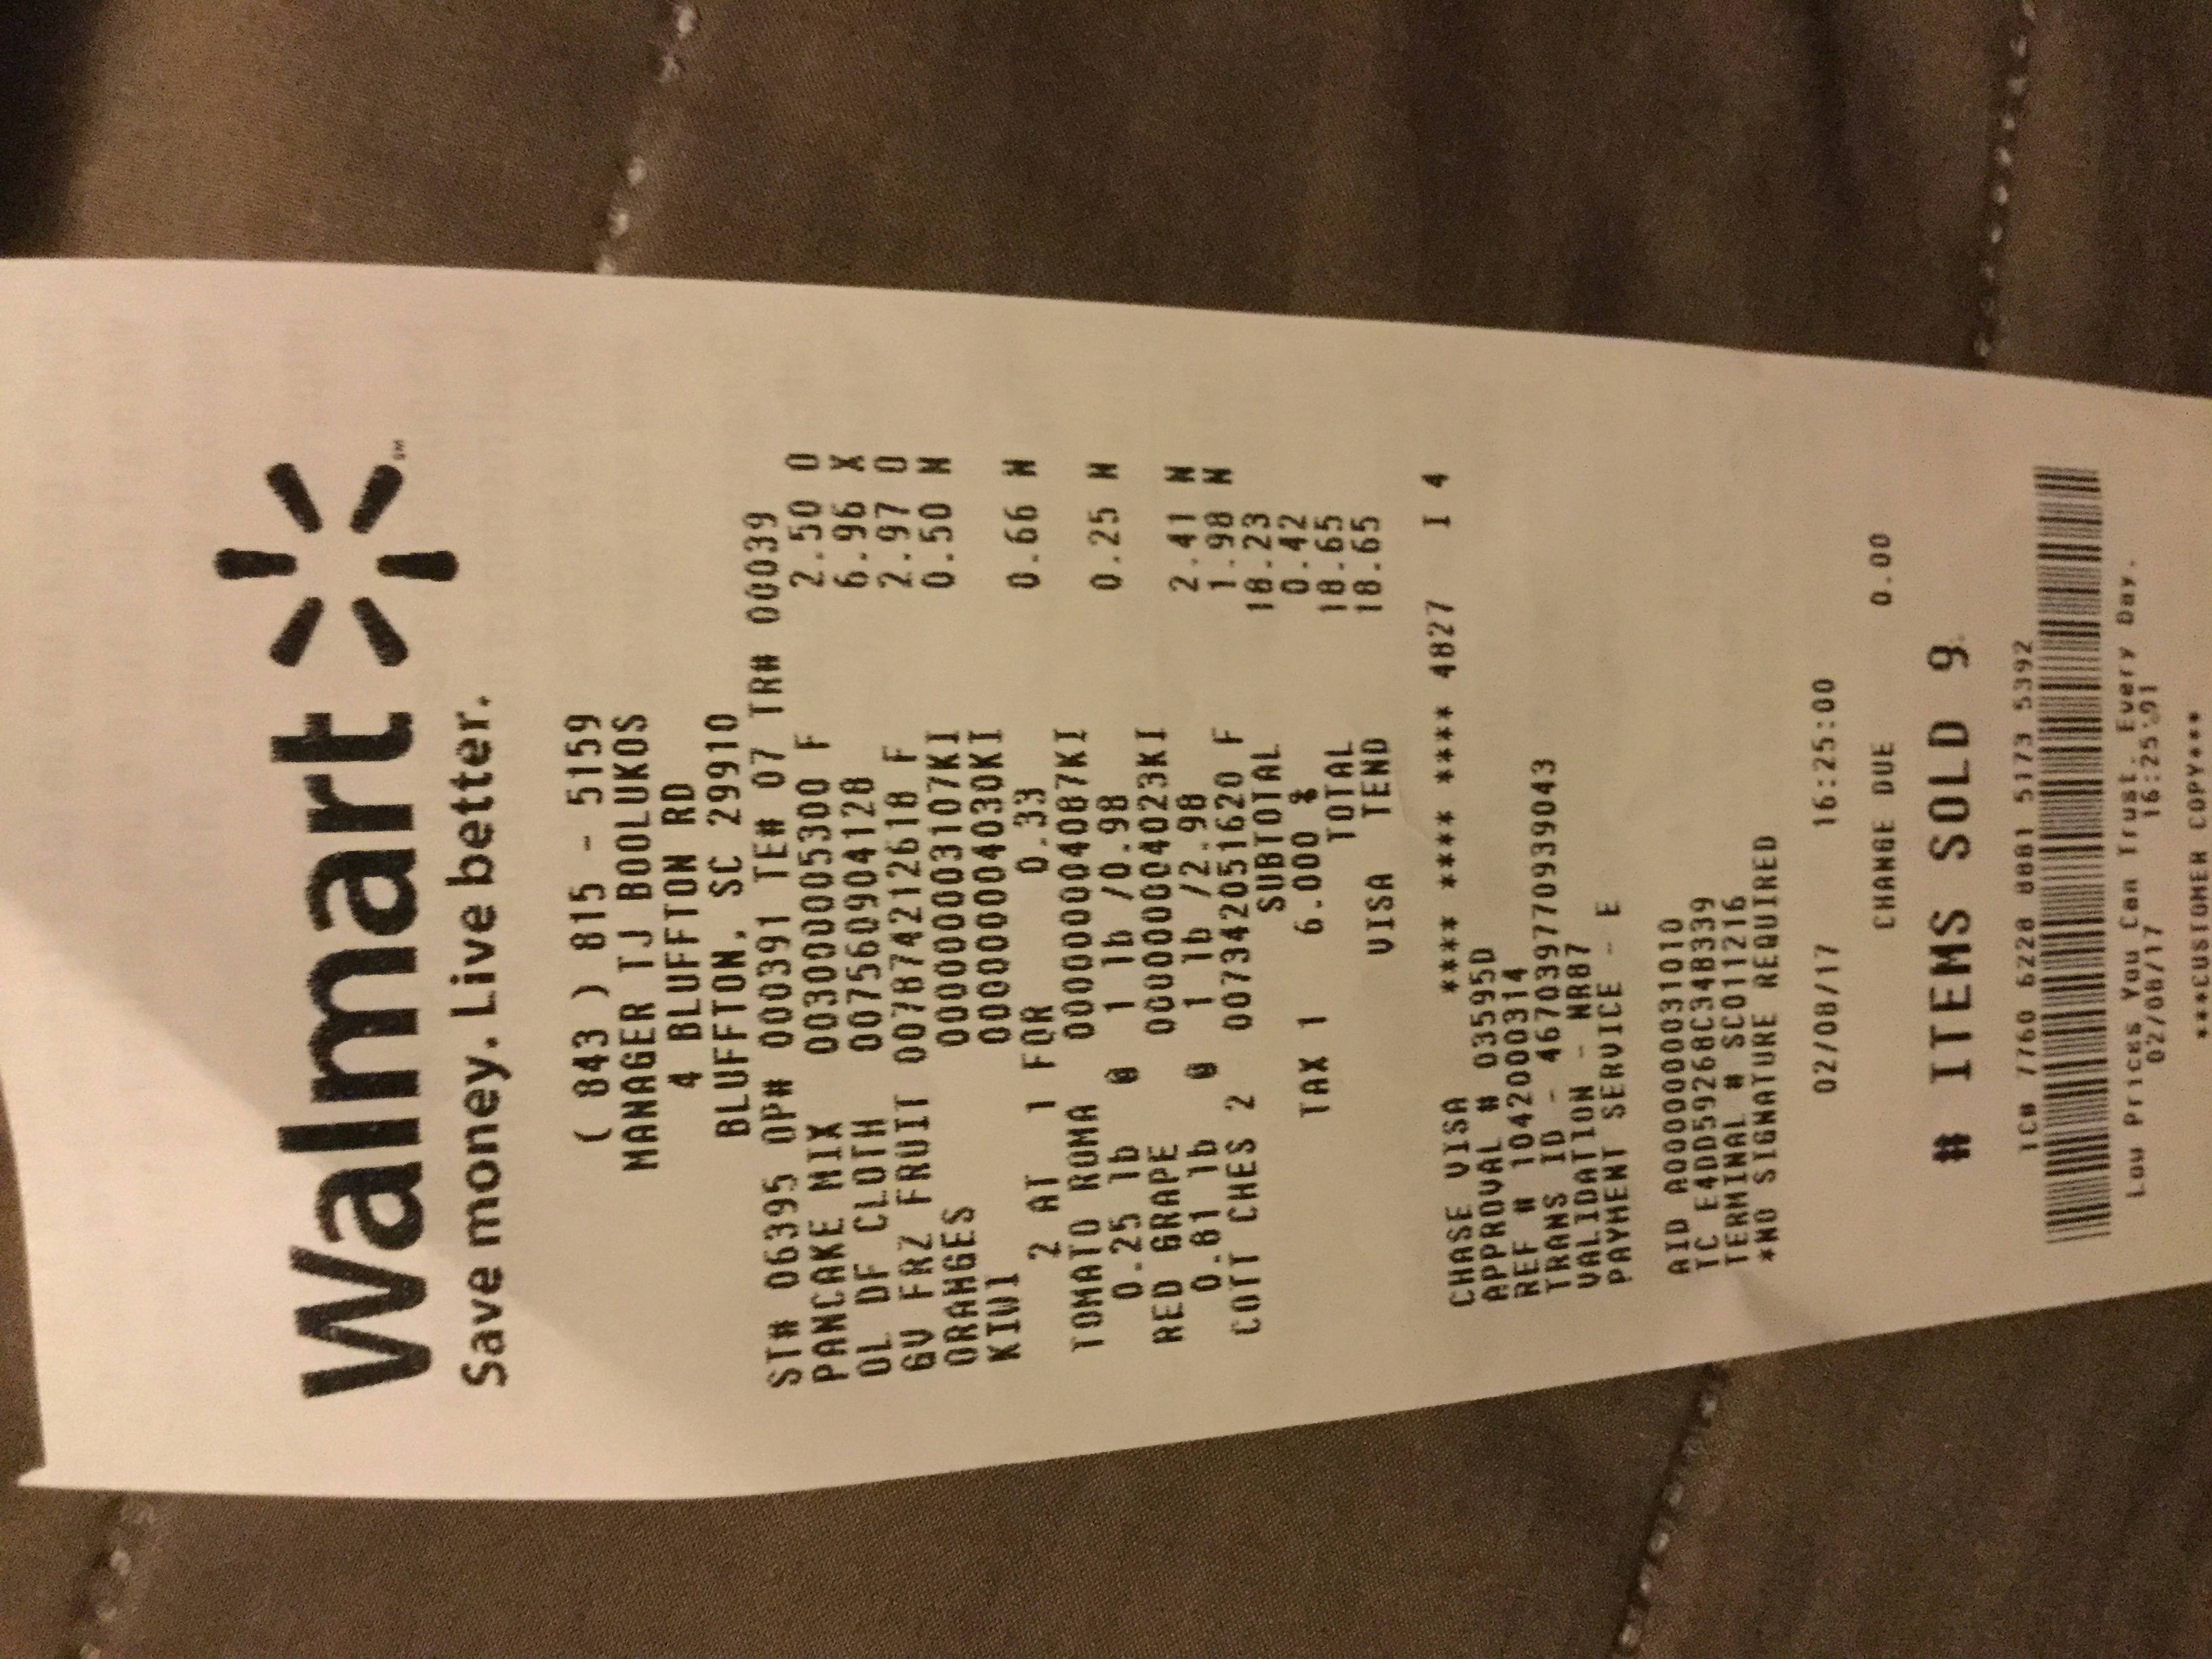 Walmart
Save money. Live better.
( 843 ) 815 - 5159
MANAGER TJ BOOLUKOS
4 BLUFFTON RD
BLUFFTON, SC 29910
ST# 06395 OP# 000391 TE# 07 TR# 00039
PANCAKE MIX 003000005300 F 2.50 O
OL DF CLOTH 007560904128 6.96 X
GV FRZ FRUIT 007874212618 F 2.97 O
ORANGES 000000003107KI 0.50 N
KIWI 000000004030KI
2 AT 1 FOR 0.33 0.66 N
TOMATO ROMA 000000004087KI
0.25 lb @ 1 lb /0.98 0.25 N
RED GRAPE 000000004023KI
0.81 lb @ 1 lb /2.98 2.41 N
COTT CHES 2 007342051620 F 1.98 N
SUBTOTAL 18.23
TAX 1 6.000 % 0.42
TOTAL 18.65
VISA TEND 18.65
CHASE VISA **** **** **** 4827 I 4
APPROVAL # 03595D
REF # 1042000314
TRANS ID - 467039770939043
VALIDATION - NR87
PAYMENT SERVICE - E
AID A0000000031010
TC E4DD59268C34B339
TERMINAL # SC011216
*NO SIGNATURE REQUIRED
02/08/17 16:25:00
CHANGE DUE 0.00
# ITEMS SOLD 9
TC# 7760 6228 8881 5173 5392
Low Prices You Can Trust. Every Day.
02/08/17 16:25:01
***CUSTOMER COPY***